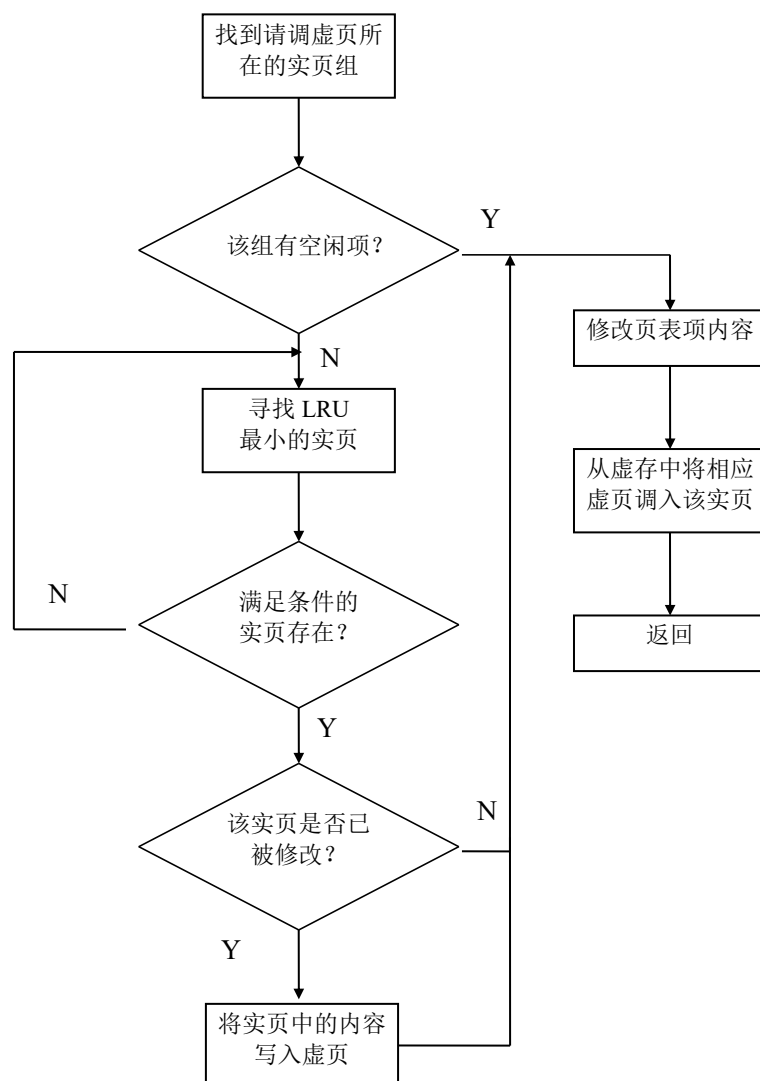 找到请调虚页所
在的实页组
该组有空闲项？
Y
N
修改页表项内容
寻找 LRU
最小的实页
从虚存中将相应
虚页调入该实页
N
满足条件的
实页存在？
返回
Y
该实页是否已
被修改？
N
Y
将实页中的内容
写入虚页